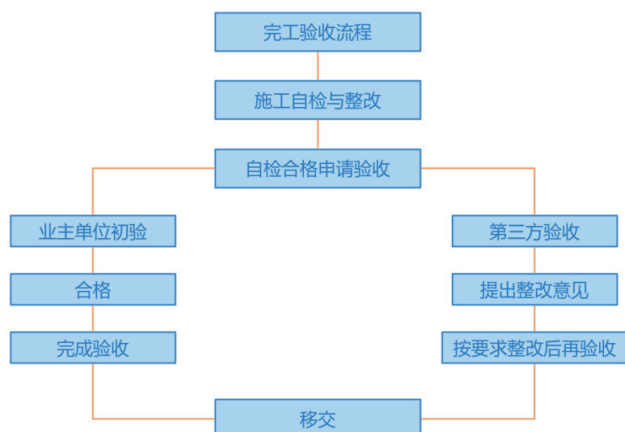 完工验收流程
施工自检与整改
自检合格申请验收
业主单位初验
第三方验收
合格
提出整改意见
完成验收
按要求整改后再验收
移交